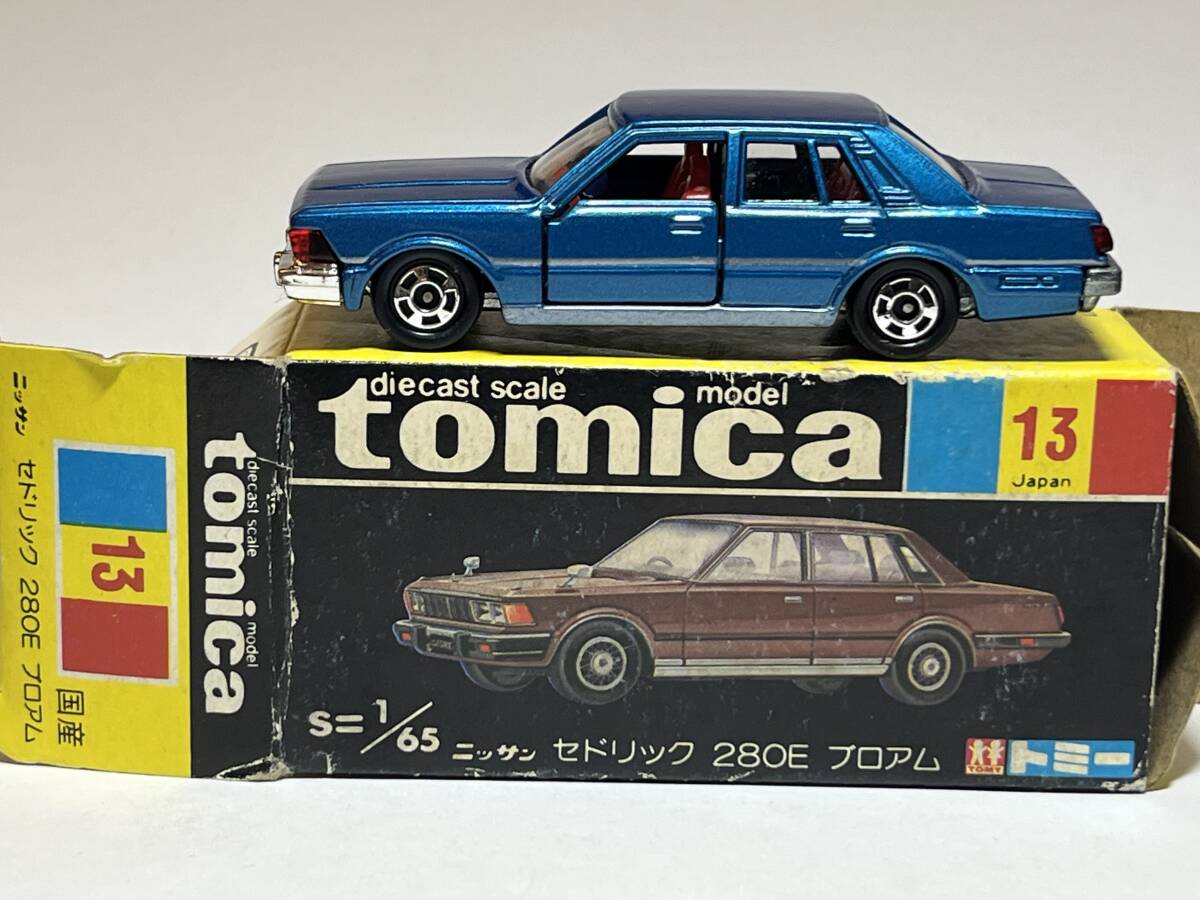 diecast scale model
tomica
13
Japan
S=1/65
ニッサン セドリック 280E ブロアム
TOMY
トミー
diecast scale model
tomica
ニッサン セドリック 280E ブロアム
13
国産